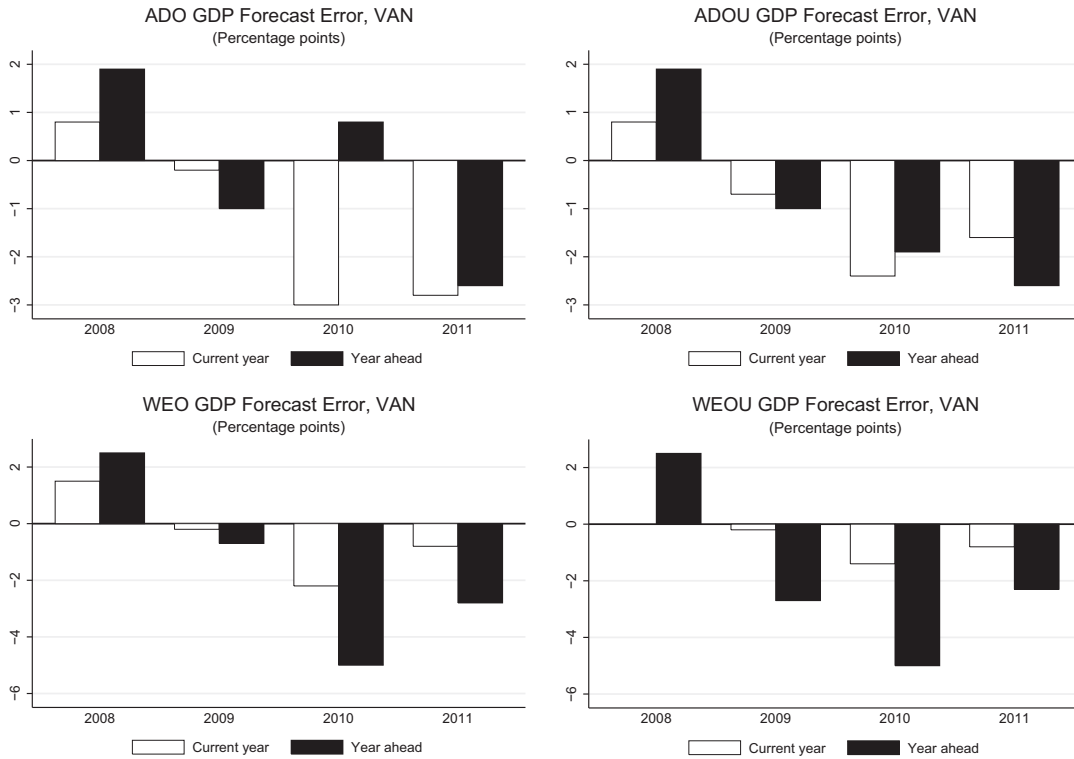 ADO GDP Forecast Error, VAN
(Percentage points)
2
1
0
−1
−2
−3
2008 2009 2010 2011
Current year Year ahead
ADOU GDP Forecast Error, VAN
(Percentage points)
2
1
0
−1
−2
−3
2008 2009 2010 2011
Current year Year ahead
WEO GDP Forecast Error, VAN
(Percentage points)
2
0
−2
−4
−6
2008 2009 2010 2011
Current year Year ahead
WEOU GDP Forecast Error, VAN
(Percentage points)
2
0
−2
−4
−6
2008 2009 2010 2011
Current year Year ahead